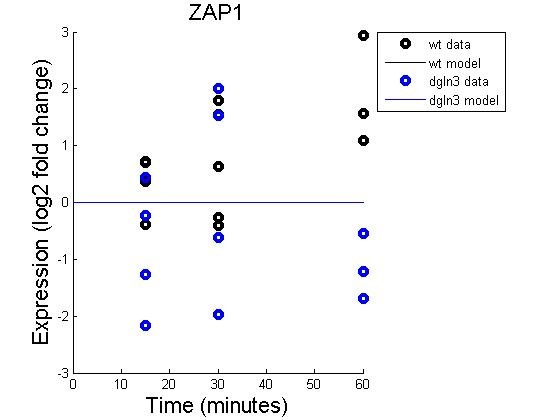 ZAP1
Expression (log2 fold change)
3
2
1
0
-1
-2
-3
0 10 20 30 40 50 60
Time (minutes)
wt data
wt model
dgln3 data
dgln3 model